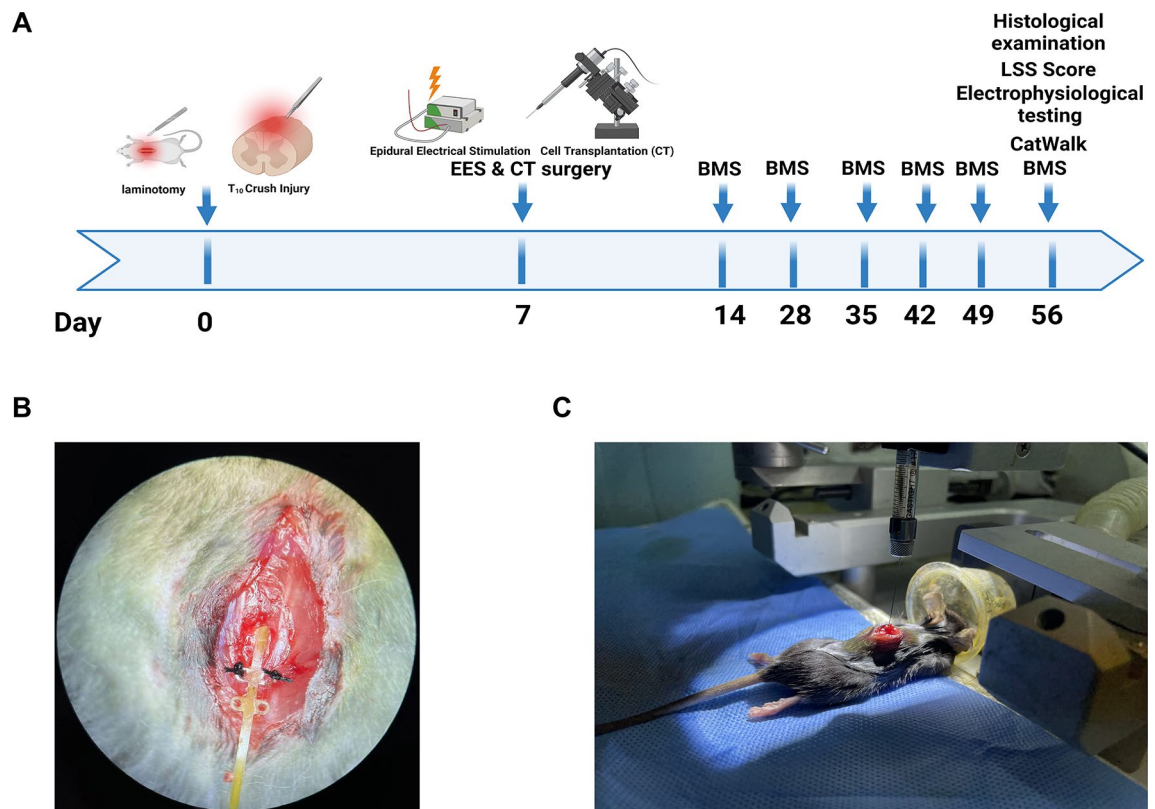 A
Histological
examination
LSS Score
Electrophysiological
testing
CatWalk
Epidural Electrical Stimulation
Cell Transplantation (CT)
laminotomy
T₁₀ Crush Injury
EES & CT surgery
BMS
BMS
BMS
BMS
BMS
BMS
Day
0
7
14
28
35
42
49
56
B
C